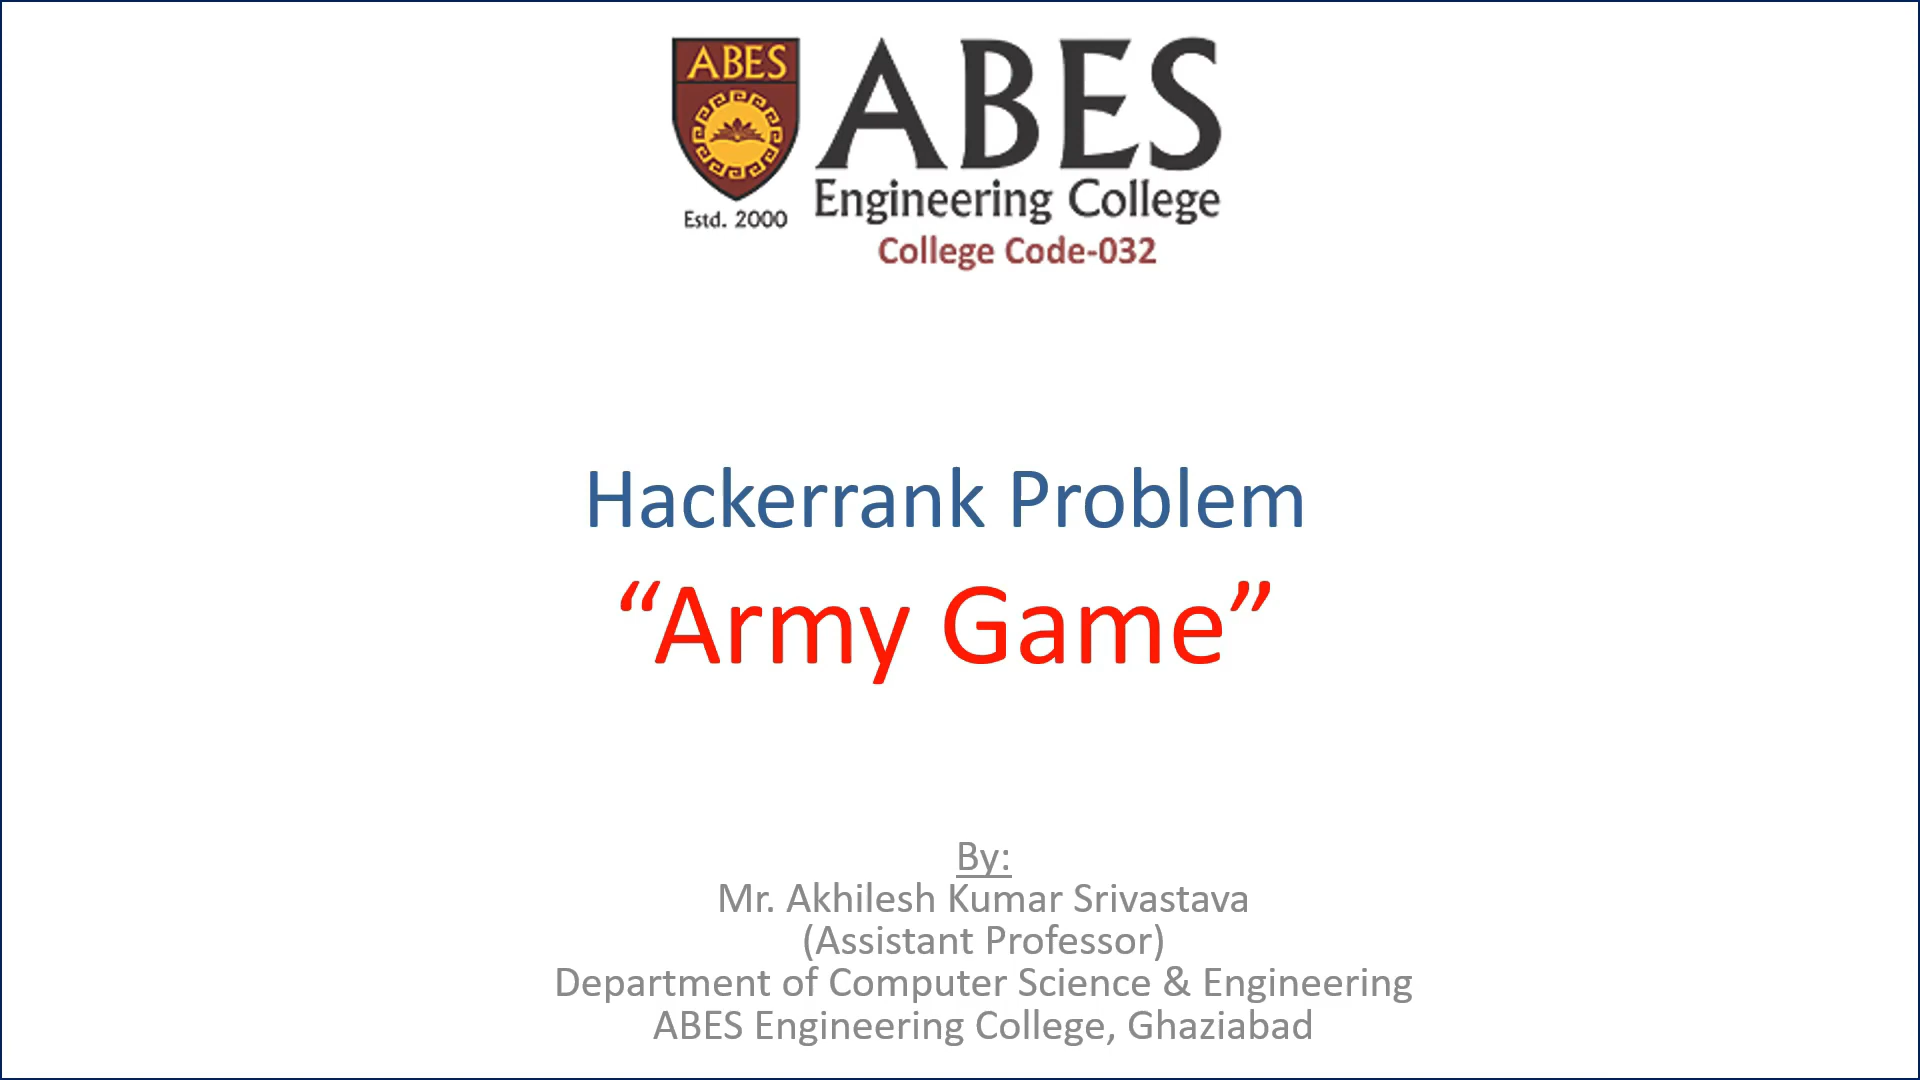 ABES
Estd. 2000
ABES
Engineering College
College Code-032
Hackerrank Problem
“Army Game”
By:
Mr. Akhilesh Kumar Srivastava
(Assistant Professor)
Department of Computer Science & Engineering
ABES Engineering College, Ghaziabad